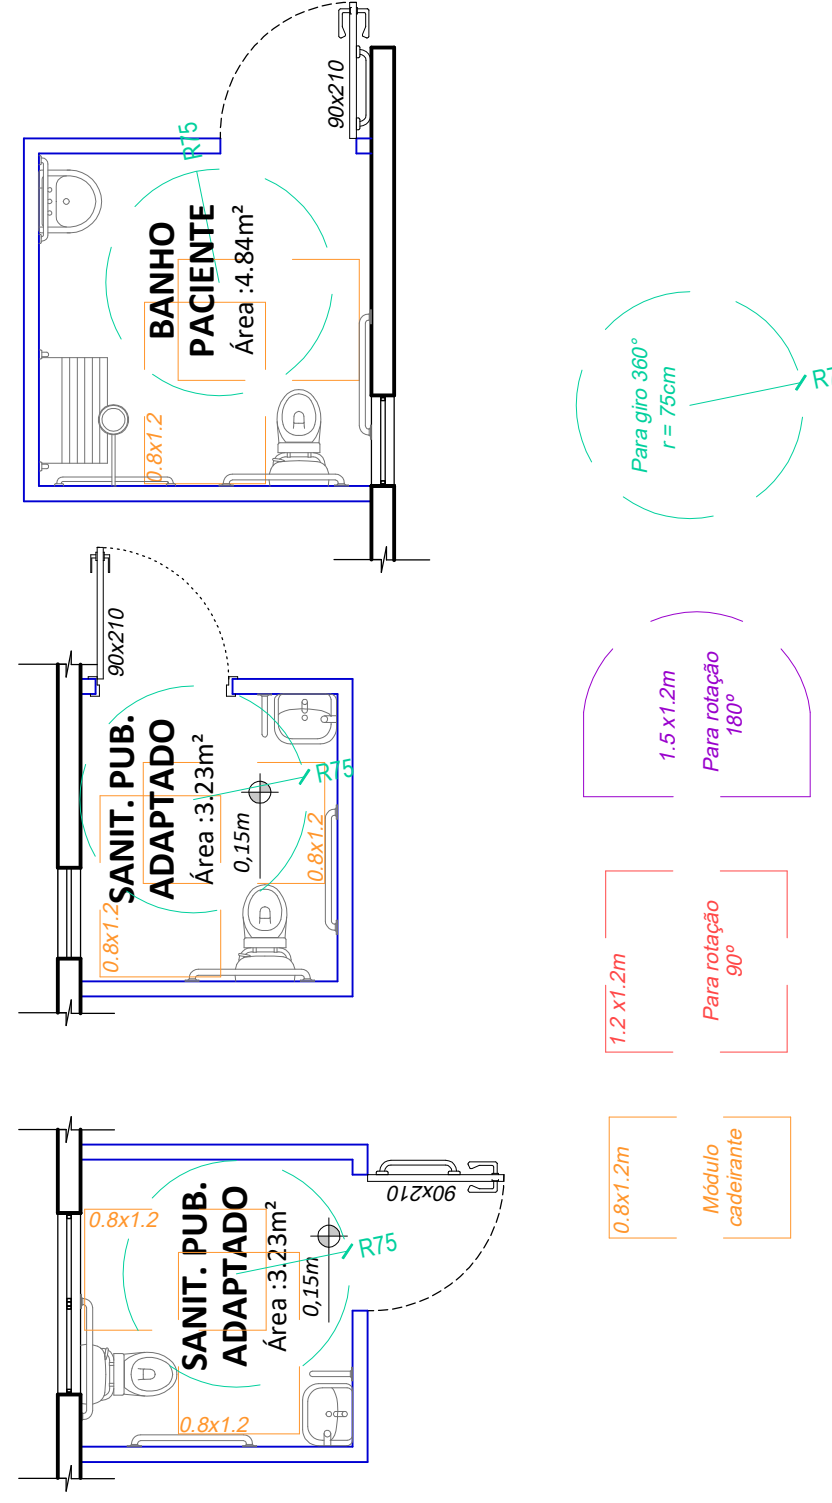 90x210
R75
BANHO
PACIENTE
Área :4.84m²
0.8x1.2
Para giro 360°
r = 75cm
90x210
SANIT. PUB.
ADAPTADO
Área :3.23m²
R75
0,15m
0.8x1.2
0.8x1.2
1.5 x1.2m
Para rotação
180º
1.2 x1.2m
Para rotação
90º
90x210
0.8x1.2
SANIT. PUB.
ADAPTADO
Área :3.23m²
0,15m
R75
0.8x1.2
0.8x1.2m
Módulo
cadeirante